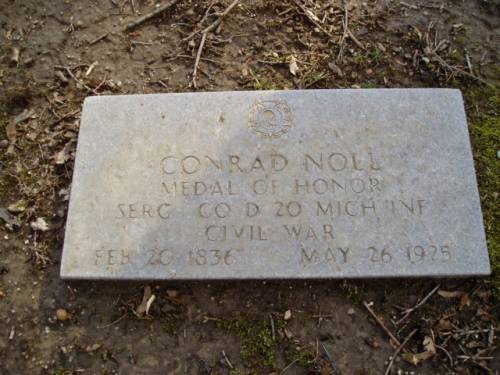 CONRAD NOLL
MEDAL OF HONOR
SERG CO D 20 MICH INF
CIVIL WAR
FEB 20 1836 MAY 26 1925